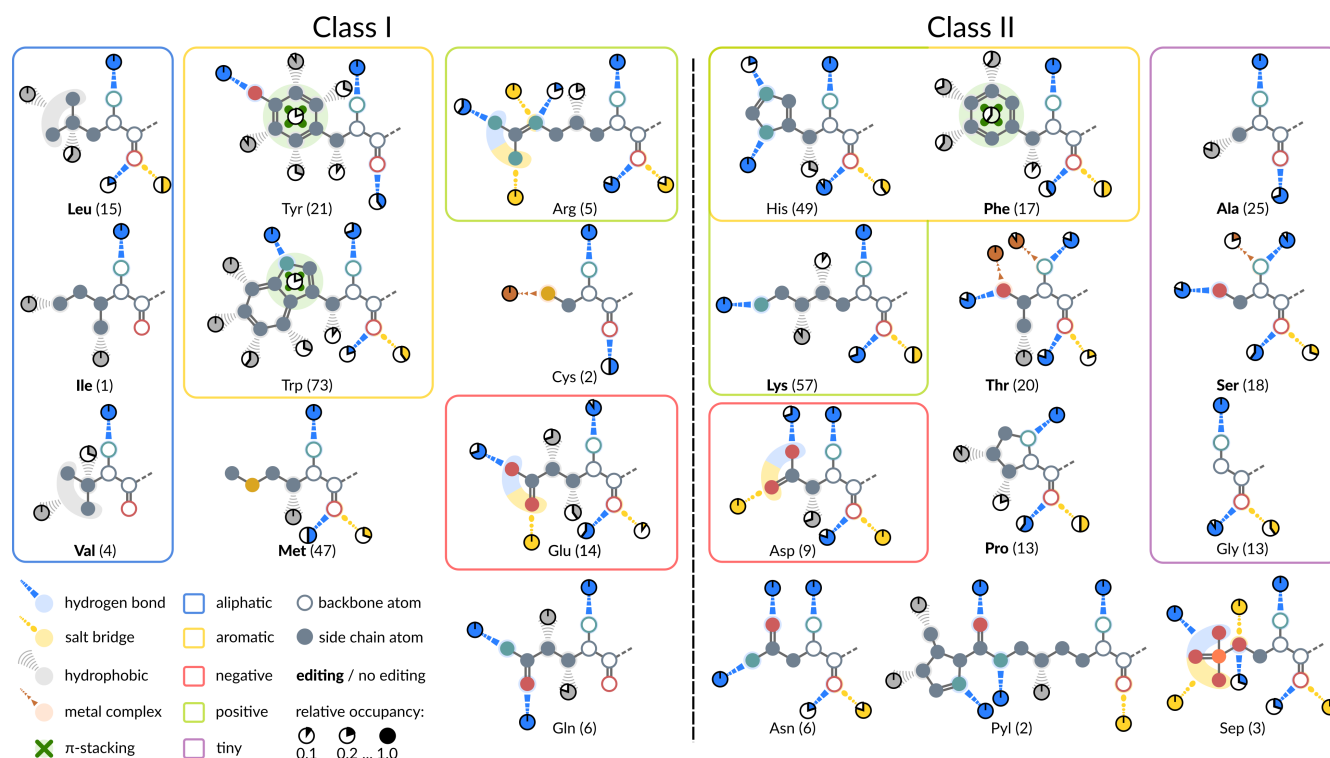 Class I
Class II
Leu (15)
Tyr (21)
Arg (5)
His (49)
Phe (17)
Ala (25)
Ile (1)
Trp (73)
Cys (2)
Lys (57)
Thr (20)
Ser (18)
Val (4)
Met (47)
Glu (14)
Asp (9)
Pro (13)
Gly (13)
Gln (6)
Asn (6)
Pyl (2)
Sep (3)
hydrogen bond
aliphatic
backbone atom
salt bridge
aromatic
side chain atom
hydrophobic
negative
editing / no editing
metal complex
positive
relative occupancy:
π-stacking
tiny
0.1 0.2 ... 1.0